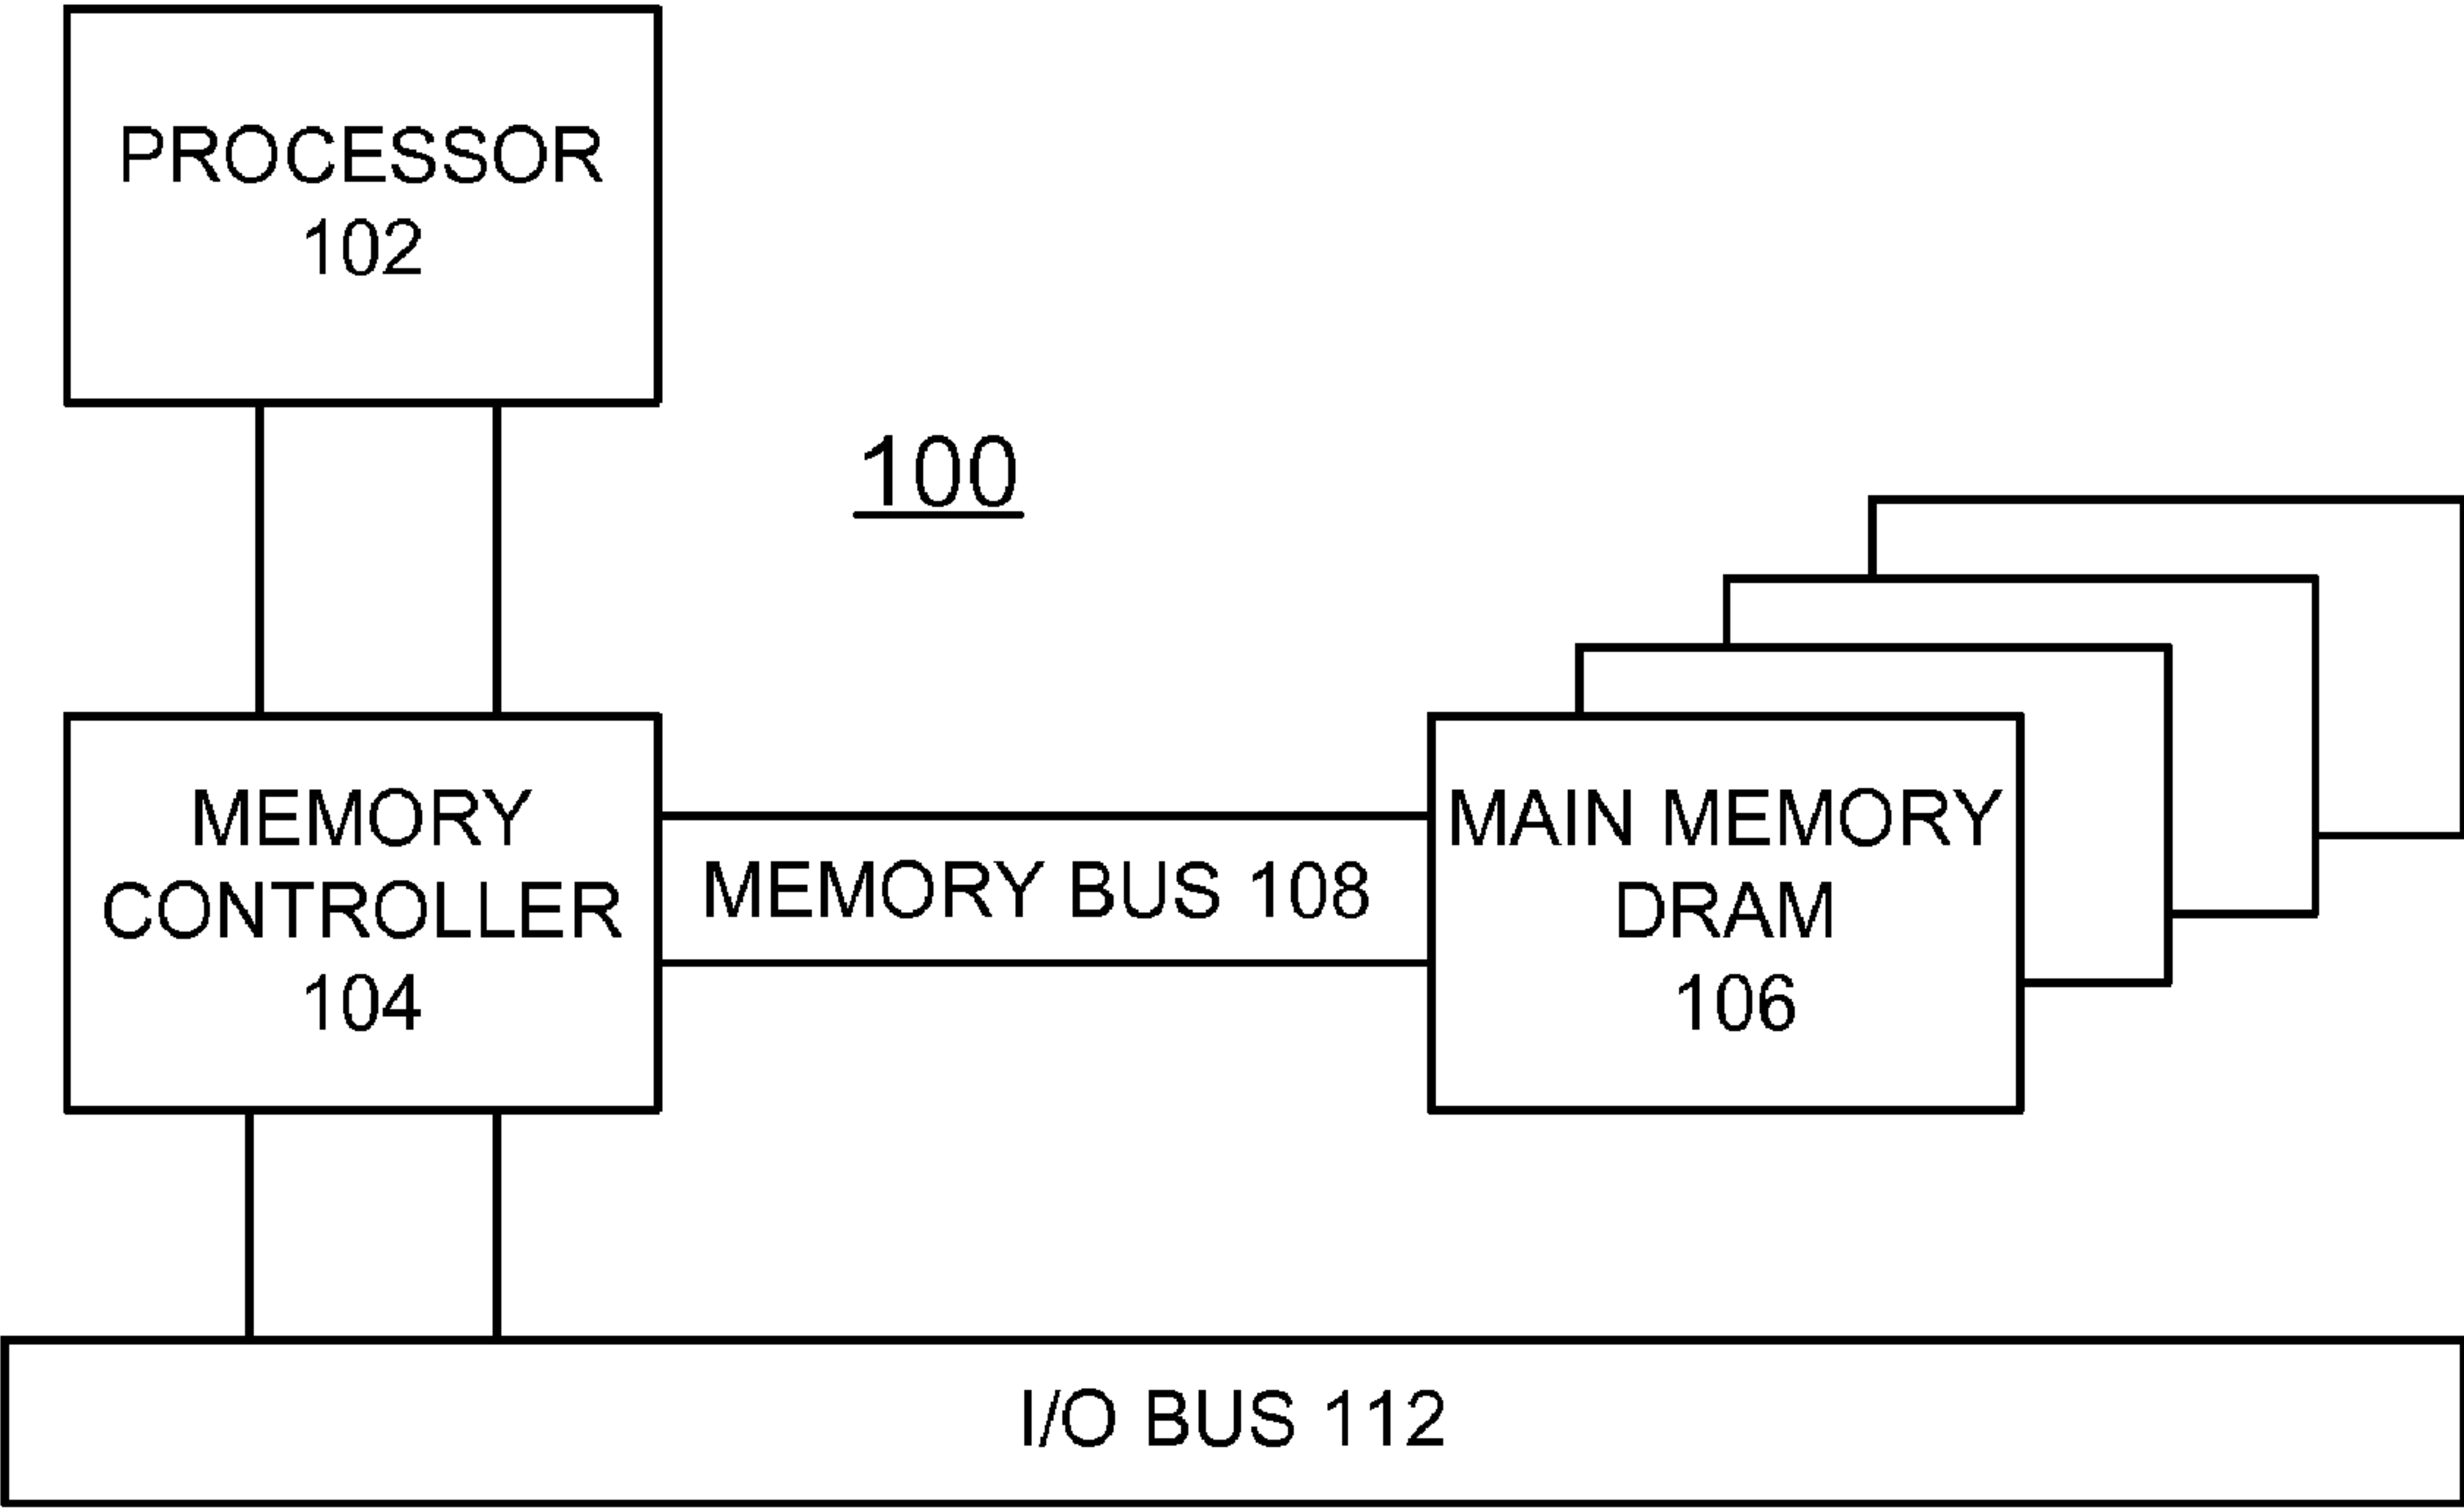 PROCESSOR
102
100
MEMORY
CONTROLLER
104
MEMORY BUS 108
MAIN MEMORY
DRAM
106
I/O BUS 112